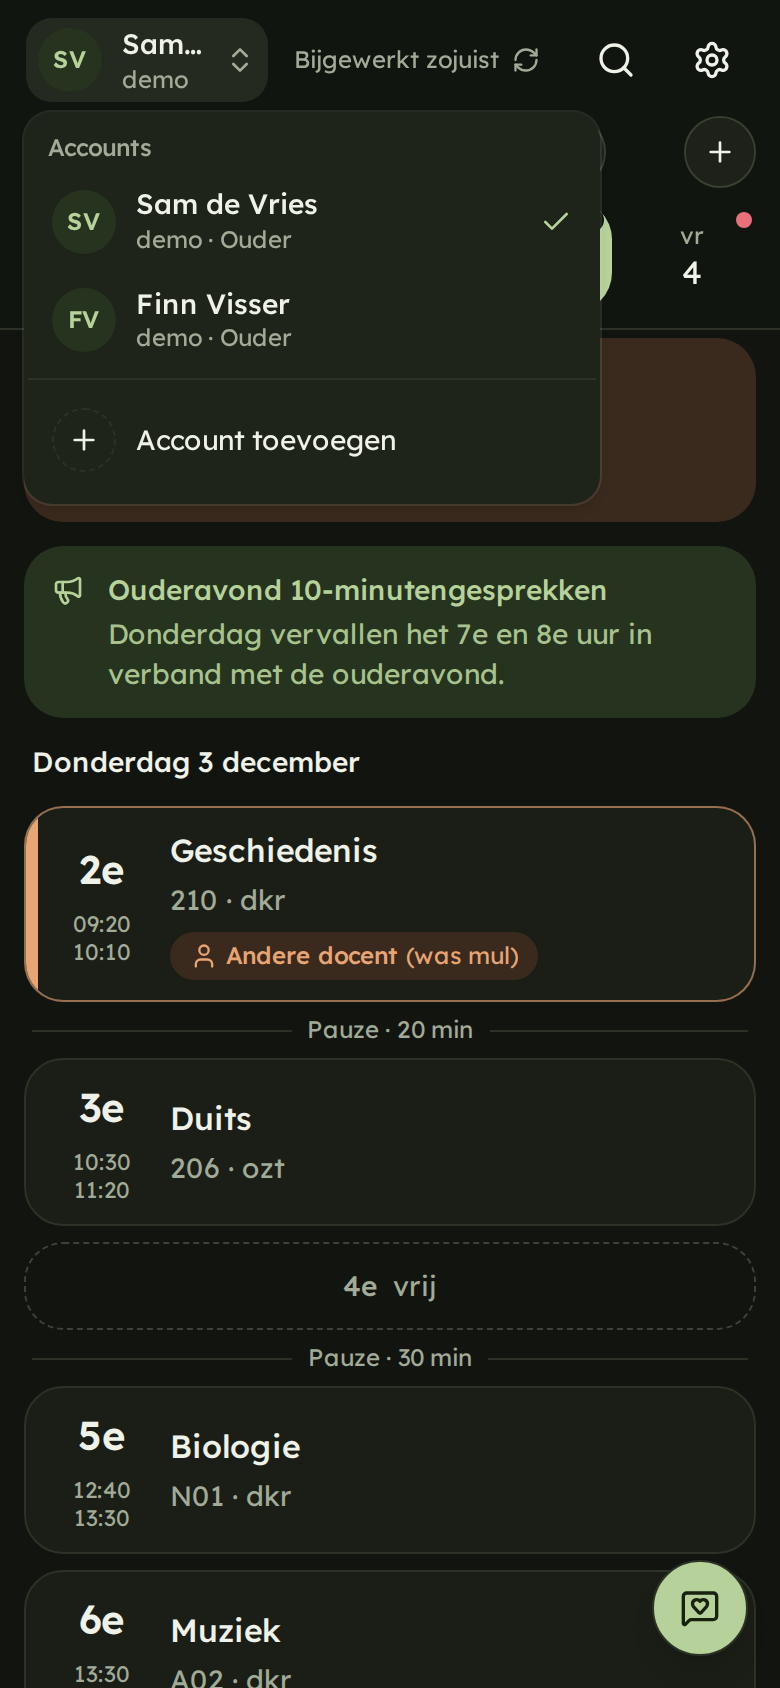 SV
Sam...
demo
Bijgewerkt zojuist
Accounts
SV
Sam de Vries
demo · Ouder
FV
Finn Visser
demo · Ouder
Account toevoegen
vr
4
Ouderavond 10-minutengesprekken
Donderdag vervallen het 7e en 8e uur in
verband met de ouderavond.
Donderdag 3 december
2e
09:20
10:10
Geschiedenis
210 · dkr
Andere docent (was mul)
Pauze · 20 min
3e
10:30
11:20
Duits
206 · ozt
4e vrij
Pauze · 30 min
5e
12:40
13:30
Biologie
N01 · dkr
6e
13:30
Muziek
A02 · dkr